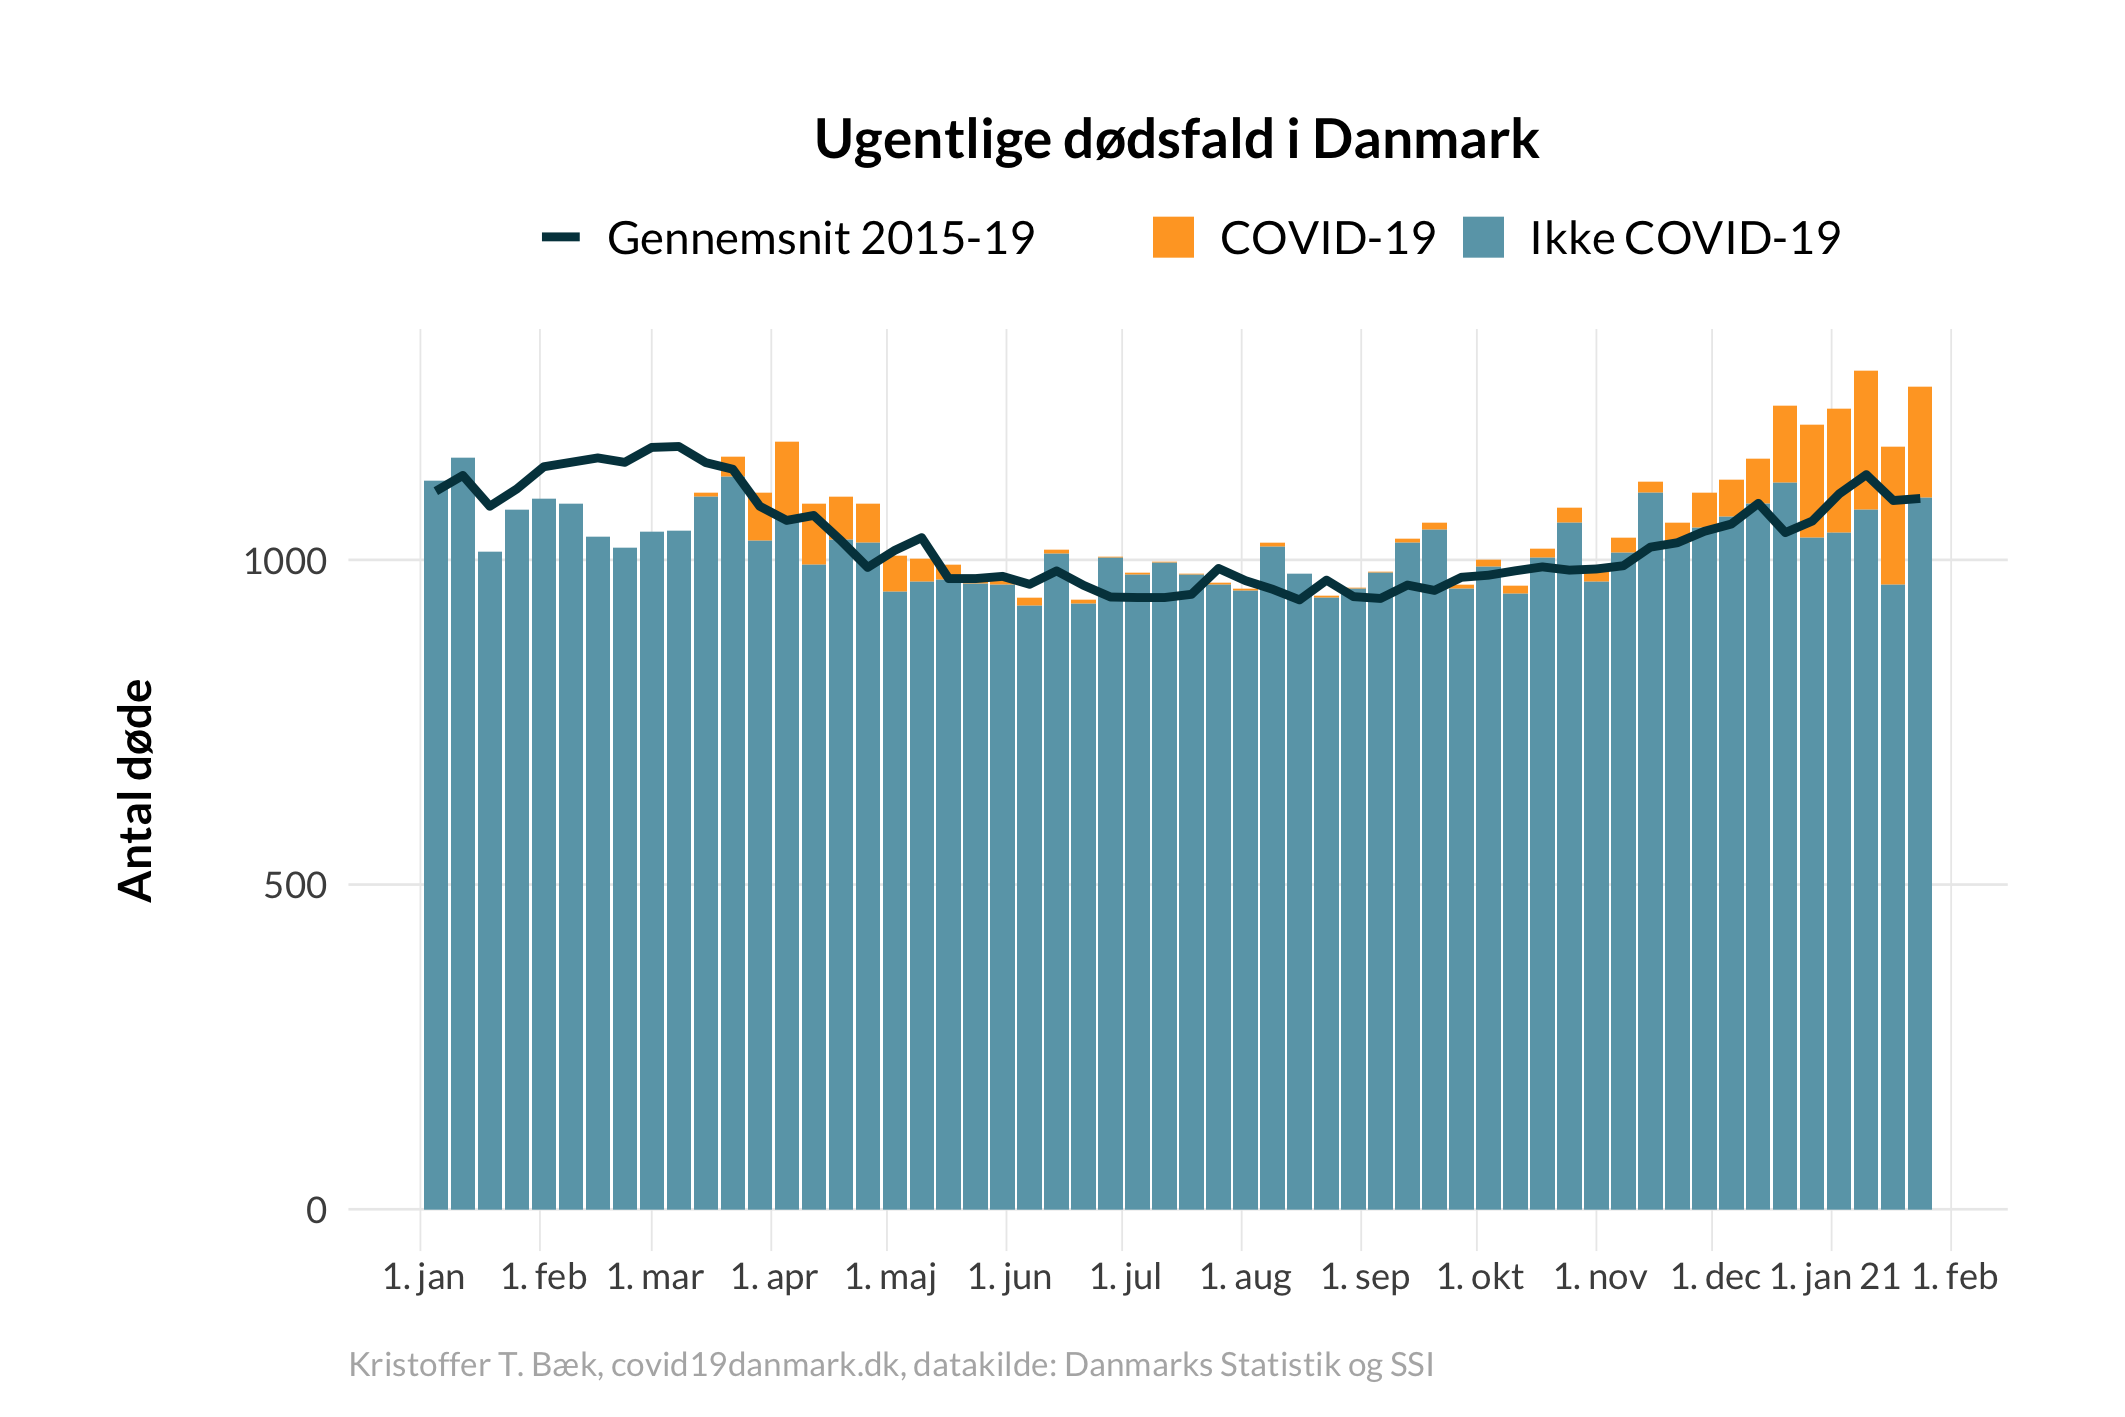 Ugentlige dødsfald i Danmark
Gennemsnit 2015-19 COVID-19 Ikke COVID-19
Antal døde
1000
500
0
1. jan 1. feb 1. mar 1. apr 1. maj 1. jun 1. jul 1. aug 1. sep 1. okt 1. nov 1. dec 1. jan 21 1. feb
Kristoffer T. Bæk, covid19danmark.dk, datakilde: Danmarks Statistik og SSI